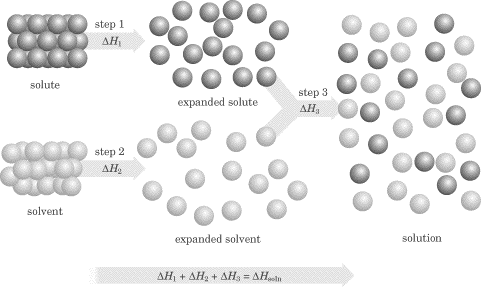 step 1
ΔH₁
solute
expanded solute
step 3
ΔH₃
step 2
ΔH₂
solvent
expanded solvent
solution
ΔH₁ + ΔH₂ + ΔH₃ = ΔHsoln